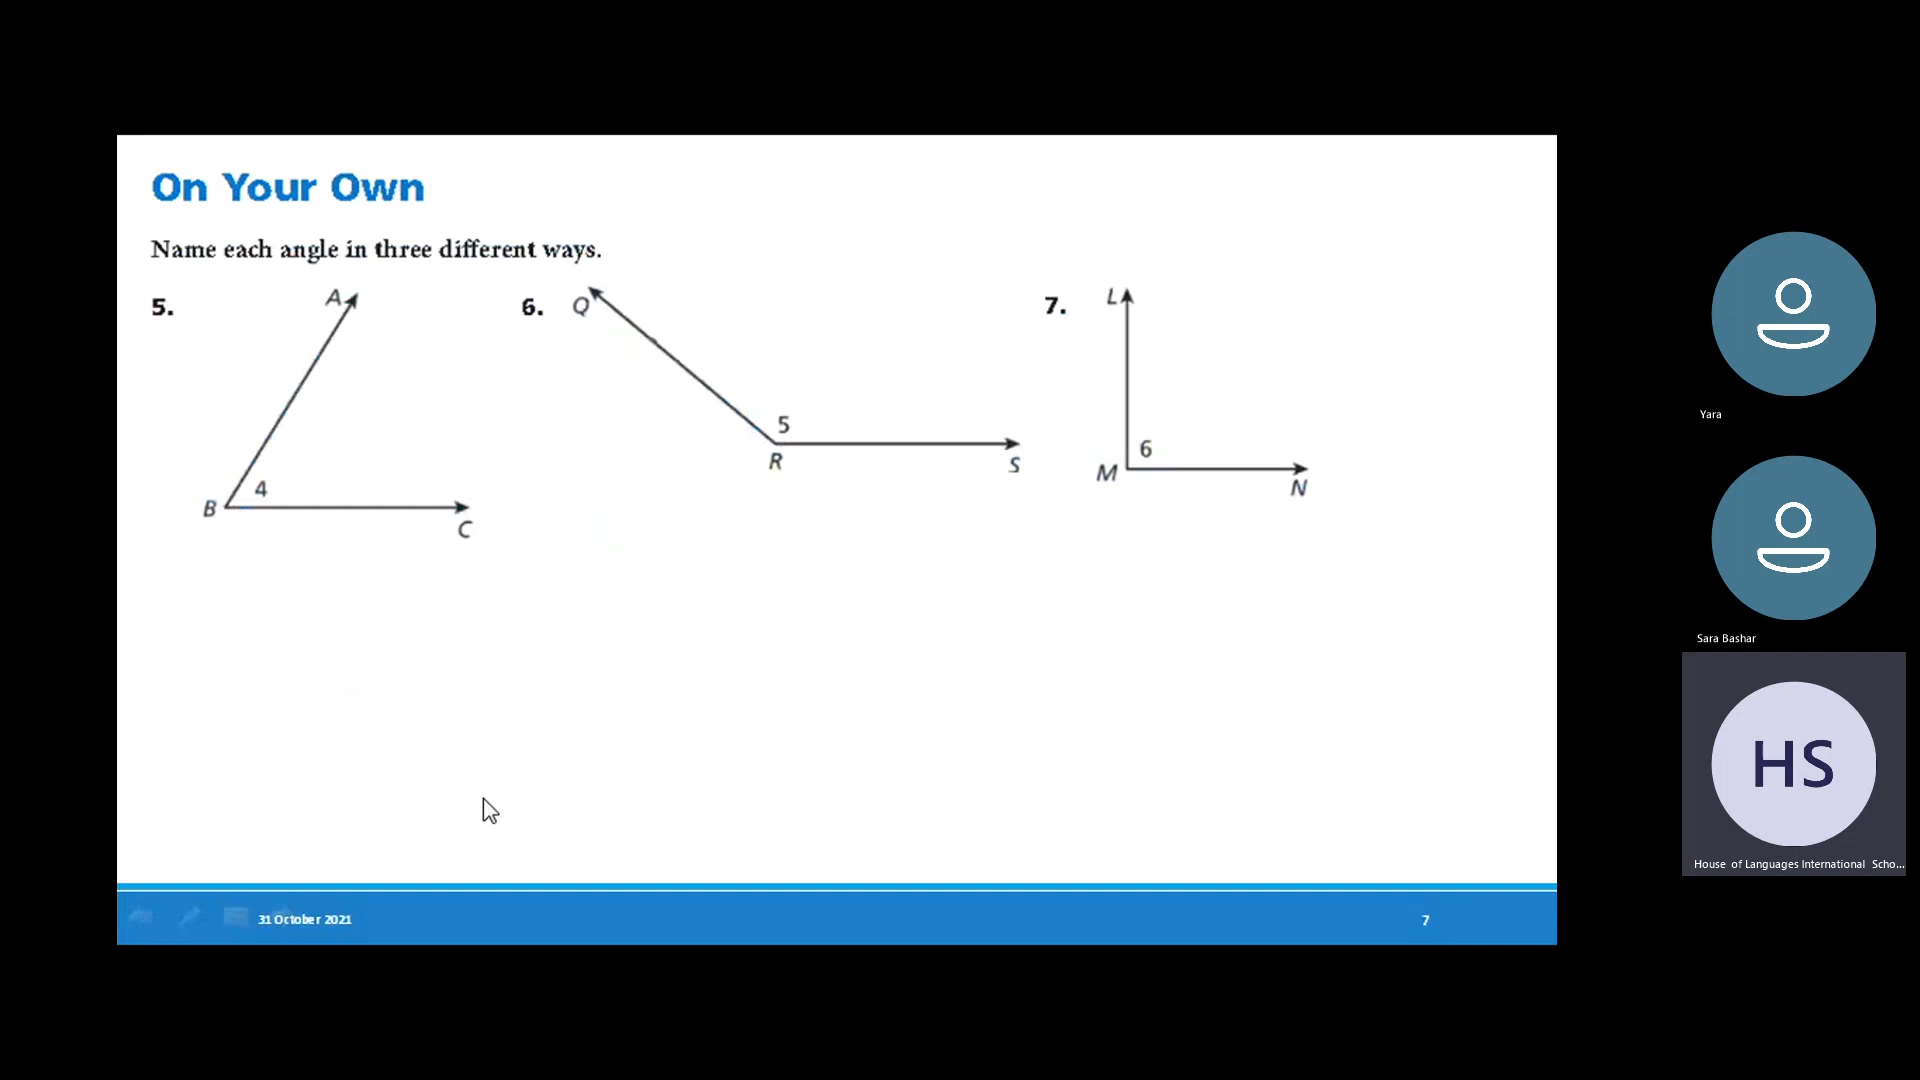 On Your Own
Name each angle in three different ways.
5.
A
B
4
C
6.
Q
5
R
S
7.
L
6
M
N
31 October 2021
7
Yara
Sara Bashar
HS
House of Languages International Scho...